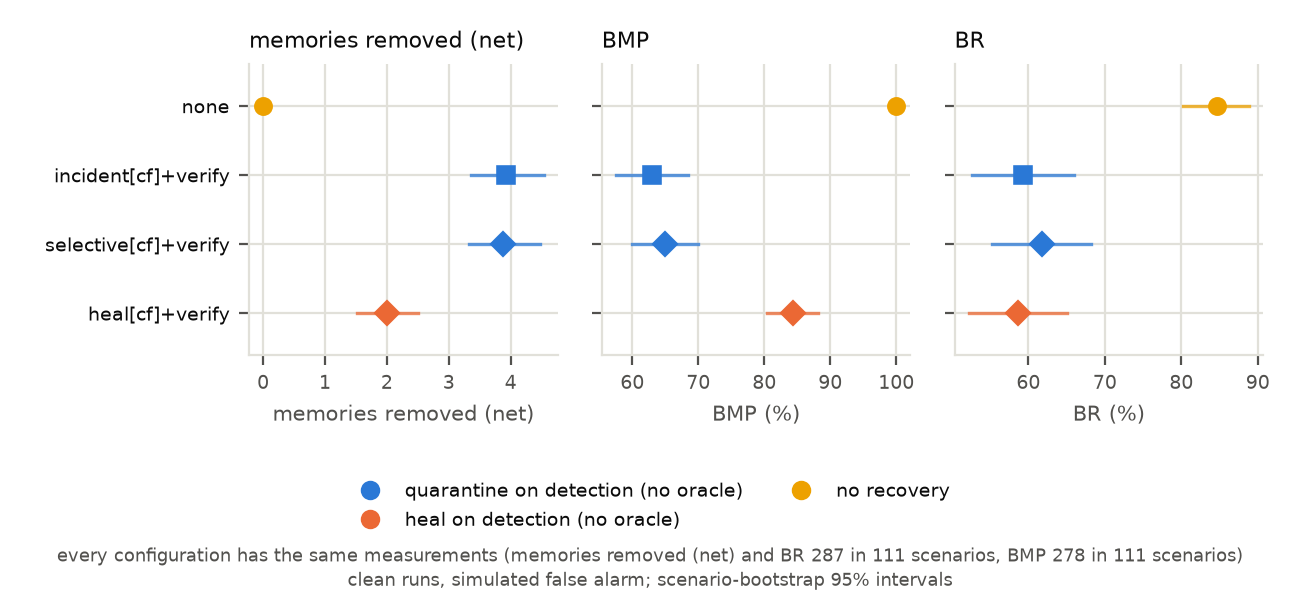 memories removed (net)
BMP
BR
none
incident[cf]+verify
selective[cf]+verify
heal[cf]+verify
0 1 2 3 4
60 70 80 90 100
60 70 80 90
memories removed (net)
BMP (%)
BR (%)
quarantine on detection (no oracle)
no recovery
heal on detection (no oracle)
every configuration has the same measurements (memories removed (net) and BR 287 in 111 scenarios, BMP 278 in 111 scenarios)
clean runs, simulated false alarm; scenario-bootstrap 95% intervals